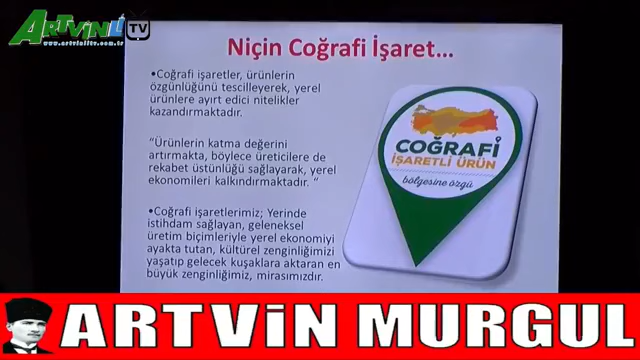 ARTVİNLİ TV
www.artvinlitv.com.tr
Niçin Coğrafi İşaret...
•Coğrafi işaretler, ürünlerin
özgünlüğünü tescilleyerek, yerel
ürünlere ayırt edici nitelikler
kazandırmaktadır.
“Ürünlerin katma değerini
artırmakta, böylece üreticilere de
rekabet üstünlüğü sağlayarak, yerel
ekonomileri kalkındırmaktadır. “
•Coğrafi işaretlerimiz; Yerinde
istihdam sağlayan, geleneksel
üretim biçimleriyle yerel ekonomiyi
ayakta tutan, kültürel zenginliğimizi
yaşatıp gelecek kuşaklara aktaran en
büyük zenginliğimiz, mirasımızdır.
COĞRAFİ
İŞARETLİ ÜRÜN
bölgesine özgü
ARTVİN MURGUL